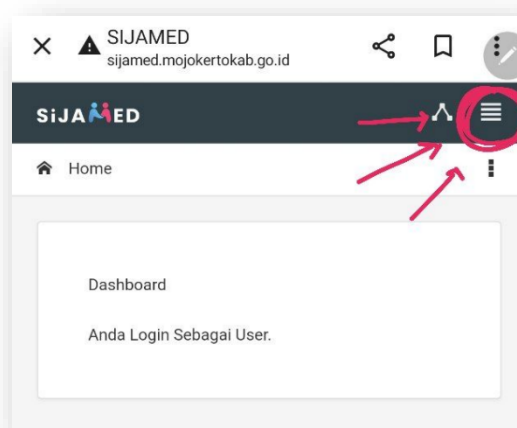 SIJAMED
sijamed.mojokertokab.go.id
SiJAMED
Home
Dashboard
Anda Login Sebagai User.